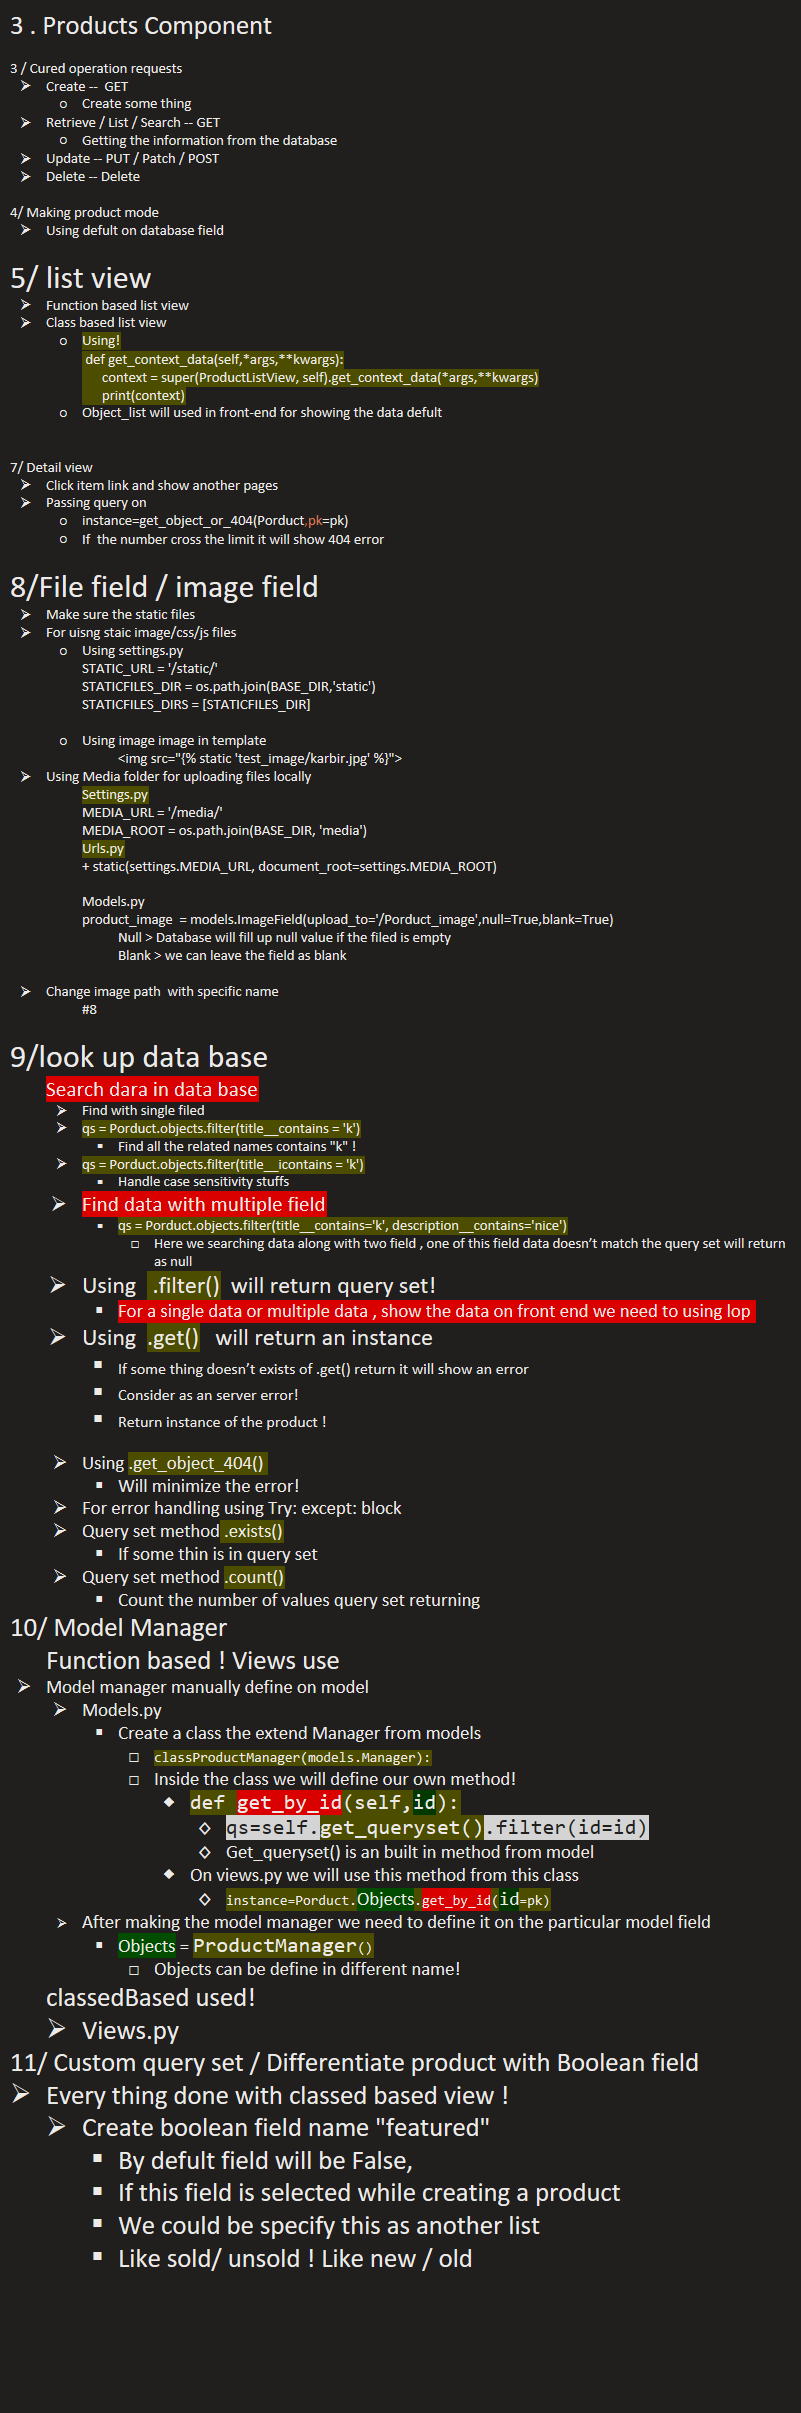 3 . Products Component
3 / Cured operation requests
➢ Create -- GET
o Create some thing
➢ Retrieve / List / Search -- GET
o Getting the information from the database
➢ Update -- PUT / Patch / POST
➢ Delete -- Delete
4/ Making product mode
➢ Using defult on database field
5/ list view
➢ Function based list view
➢ Class based list view
o Using!
def get_context_data(self,*args,**kwargs):
context = super(ProductListView, self).get_context_data(*args,**kwargs)
print(context)
o Object_list will used in front-end for showing the data defult
7/ Detail view
➢ Click item link and show another pages
➢ Passing query on
o instance=get_object_or_404(Porduct,pk=pk)
o If the number cross the limit it will show 404 error
8/File field / image field
➢ Make sure the static files
➢ For uisng staic image/css/js files
o Using settings.py
STATIC_URL = '/static/'
STATICFILES_DIR = os.path.join(BASE_DIR,'static')
STATICFILES_DIRS = [STATICFILES_DIR]
o Using image image in template
<img src="{% static 'test_image/karbir.jpg' %}">
➢ Using Media folder for uploading files locally
Settings.py
MEDIA_URL = '/media/'
MEDIA_ROOT = os.path.join(BASE_DIR, 'media')
Urls.py
+ static(settings.MEDIA_URL, document_root=settings.MEDIA_ROOT)
Models.py
product_image = models.ImageField(upload_to='/Porduct_image',null=True,blank=True)
Null > Database will fill up null value if the filed is empty
Blank > we can leave the field as blank
➢ Change image path with specific name
#8
9/look up data base
Search dara in data base
➢ Find with single filed
➢ qs = Porduct.objects.filter(title__contains = 'k')
▪ Find all the related names contains "k" !
➢ qs = Porduct.objects.filter(title__icontains = 'k')
▪ Handle case sensitivity stuffs
➢ Find data with multiple field
▪ qs = Porduct.objects.filter(title__contains='k', description__contains='nice')
□ Here we searching data along with two field , one of this field data doesn't match the query set will return
as null
➢ Using .filter() will return query set!
▪ For a single data or multiple data , show the data on front end we need to using lop
➢ Using .get() will return an instance
▪ If some thing doesn't exists of .get() return it will show an error
▪ Consider as an server error!
▪ Return instance of the product !
➢ Using .get_object_404()
▪ Will minimize the error!
➢ For error handling using Try: except: block
➢ Query set method .exists()
▪ If some thin is in query set
➢ Query set method .count()
▪ Count the number of values query set returning
10/ Model Manager
Function based ! Views use
➢ Model manager manually define on model
➢ Models.py
▪ Create a class the extend Manager from models
□ classProductManager(models.Manager):
□ Inside the class we will define our own method!
◆ def get_by_id(self,id):
◇ qs=self.get_queryset().filter(id=id)
◇ Get_queryset() is an built in method from model
◆ On views.py we will use this method from this class
◇ instance=Porduct.Objects.get_by_id(id=pk)
➢ After making the model manager we need to define it on the particular model field
▪ Objects = ProductManager()
□ Objects can be define in different name!
classedBased used!
➢ Views.py
11/ Custom query set / Differentiate product with Boolean field
➢ Every thing done with classed based view !
➢ Create boolean field name "featured"
▪ By defult field will be False,
▪ If this field is selected while creating a product
▪ We could be specify this as another list
▪ Like sold/ unsold ! Like new / old